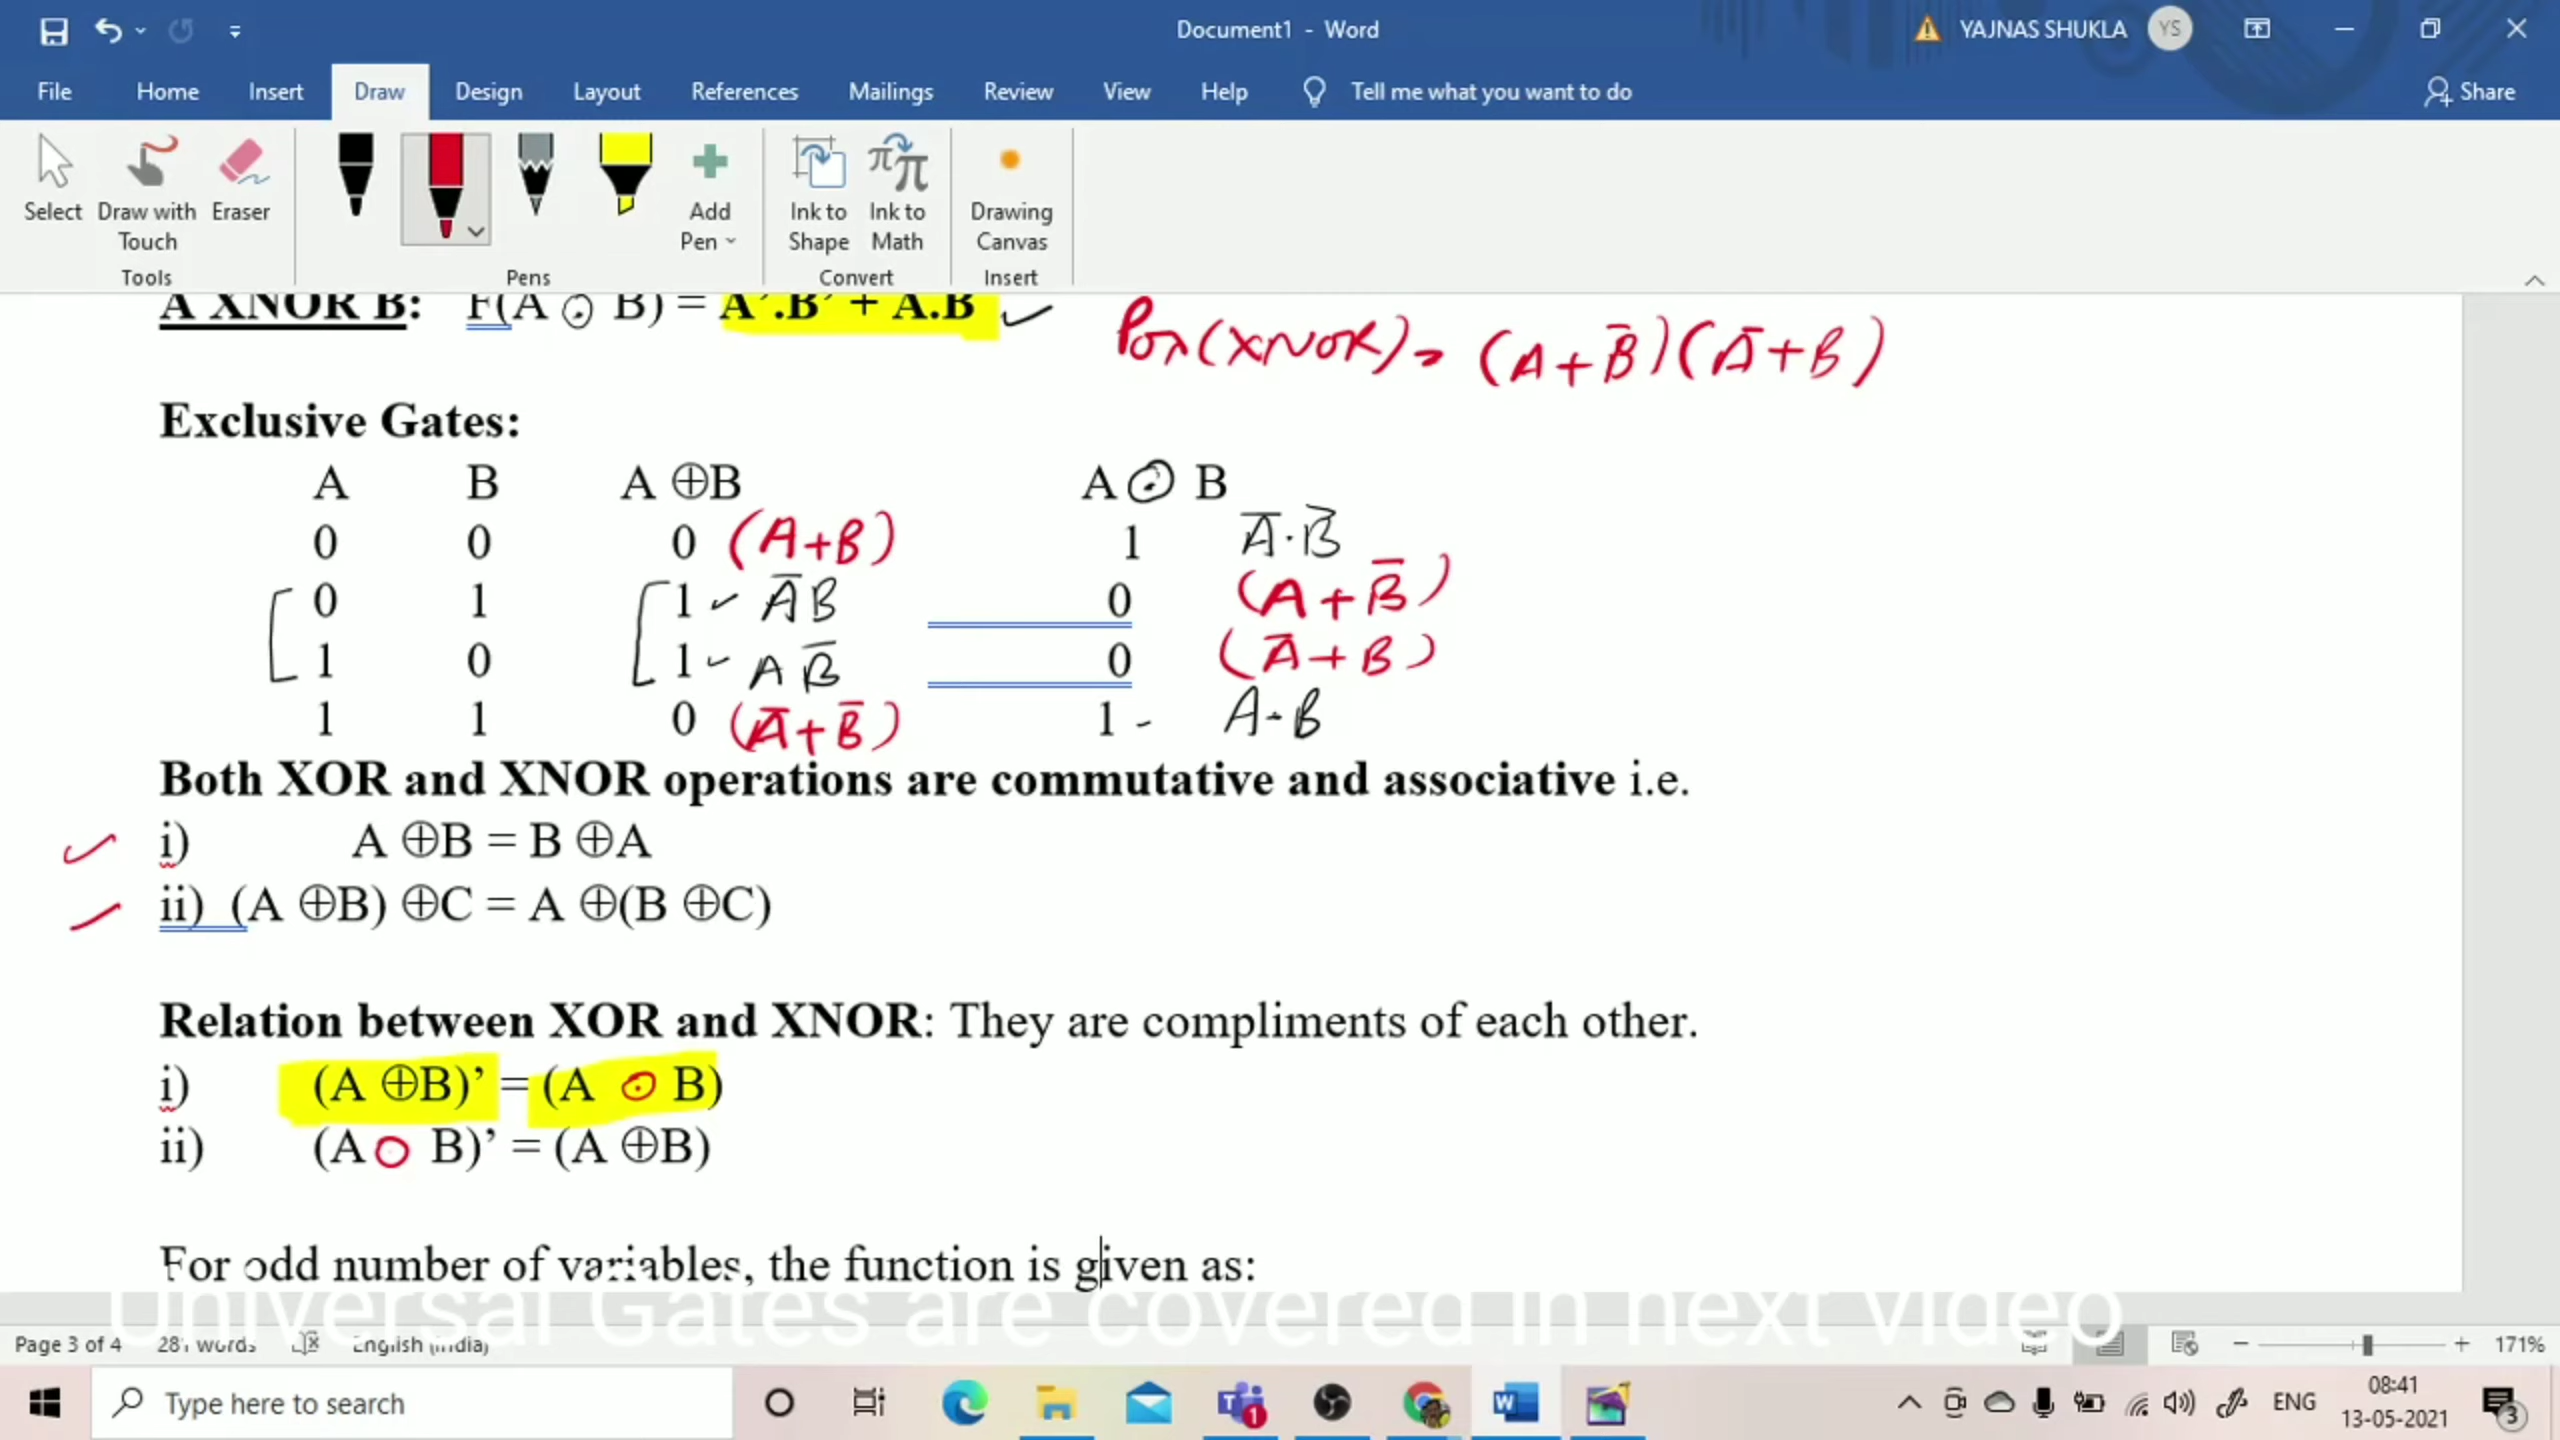 Document1 - Word
YAJNAS SHUKLA YS
File Home Insert Draw Design Layout References Mailings Review View Help Tell me what you want to do Share
Select Draw with Touch Eraser Add Pen Ink to Shape Ink to Math Drawing Canvas
Tools Pens Convert Insert
A XNOR B: F(A ⊙ B) = A’.B’ + A.B
(XNOR) = (A+B̅)(A̅+B)
Exclusive Gates:
A B A ⊕B A ⊙ B
0 0 0 (A+B) 1 A̅·B̅
0 1 1 A̅B 0 (A+B̅)
1 0 1 AB̅ 0 (A̅+B)
1 1 0 (A̅+B̅) 1 - A·B
Both XOR and XNOR operations are commutative and associative i.e.
i) A ⊕B = B ⊕A
ii) (A ⊕B) ⊕C = A ⊕(B ⊕C)
Relation between XOR and XNOR: They are compliments of each other.
i) (A ⊕B)’ = (A ⊙ B)
ii) (A ⊙ B)’ = (A ⊕B)
For odd number of variables, the function is given as:
Universal Gates are covered in next video
Page 3 of 4 281 words English (India) 171%
Type here to search
1
ENG
08:41
13-05-2021
3